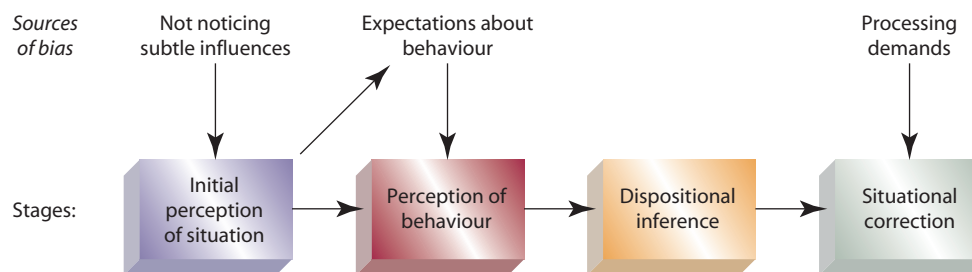 Sources
of bias
Not noticing
subtle influences
Expectations about
behaviour
Processing
demands
Stages:
Initial
perception
of situation
Perception of
behaviour
Dispositional
inference
Situational
correction